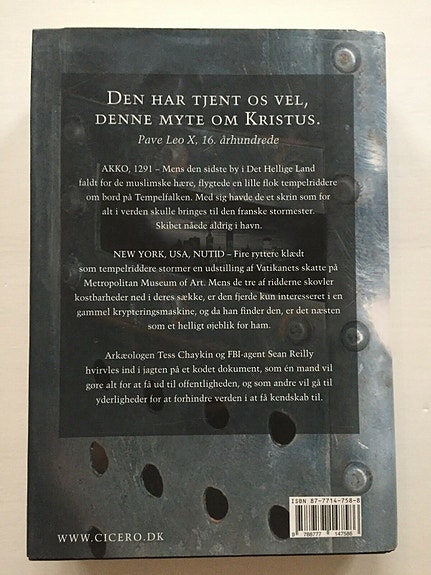 DEN HAR TJENT OS VEL,
DENNE MYTE OM KRISTUS.
Pave Leo X, 16. århundrede
AKKO, 1291 – Mens den sidste by i Det Hellige Land
faldt for de muslimske hære, flygtede en lille flok tempelriddere
om bord på Tempelfalken. Med sig havde de et skrin som for
alt i verden skulle bringes til den franske stormester.
Skibet nåede aldrig i havn.
NEW YORK, USA, NUTID – Fire ryttere klædt
som tempelriddere stormer en udstilling af Vatikanets skatte på
Metropolitan Museum of Art. Mens de tre af ridderne skovler
kostbarheder ned i deres sække, er den fjerde kun interesseret i en
gammel krypteringsmaskine, og da han finder den, er det næsten
som et helligt øjeblik for ham.
Arkæologen Tess Chaykin og FBI-agent Sean Reilly
hvirvles ind i jagten på et kodet dokument, som én mand vil
gøre alt for at få ud til offentligheden, og som andre vil gå til
yderligheder for at forhindre verden i at få kendskab til.
ISBN 87-7714-758-8
9 788777 147586
WWW.CICERO.DK